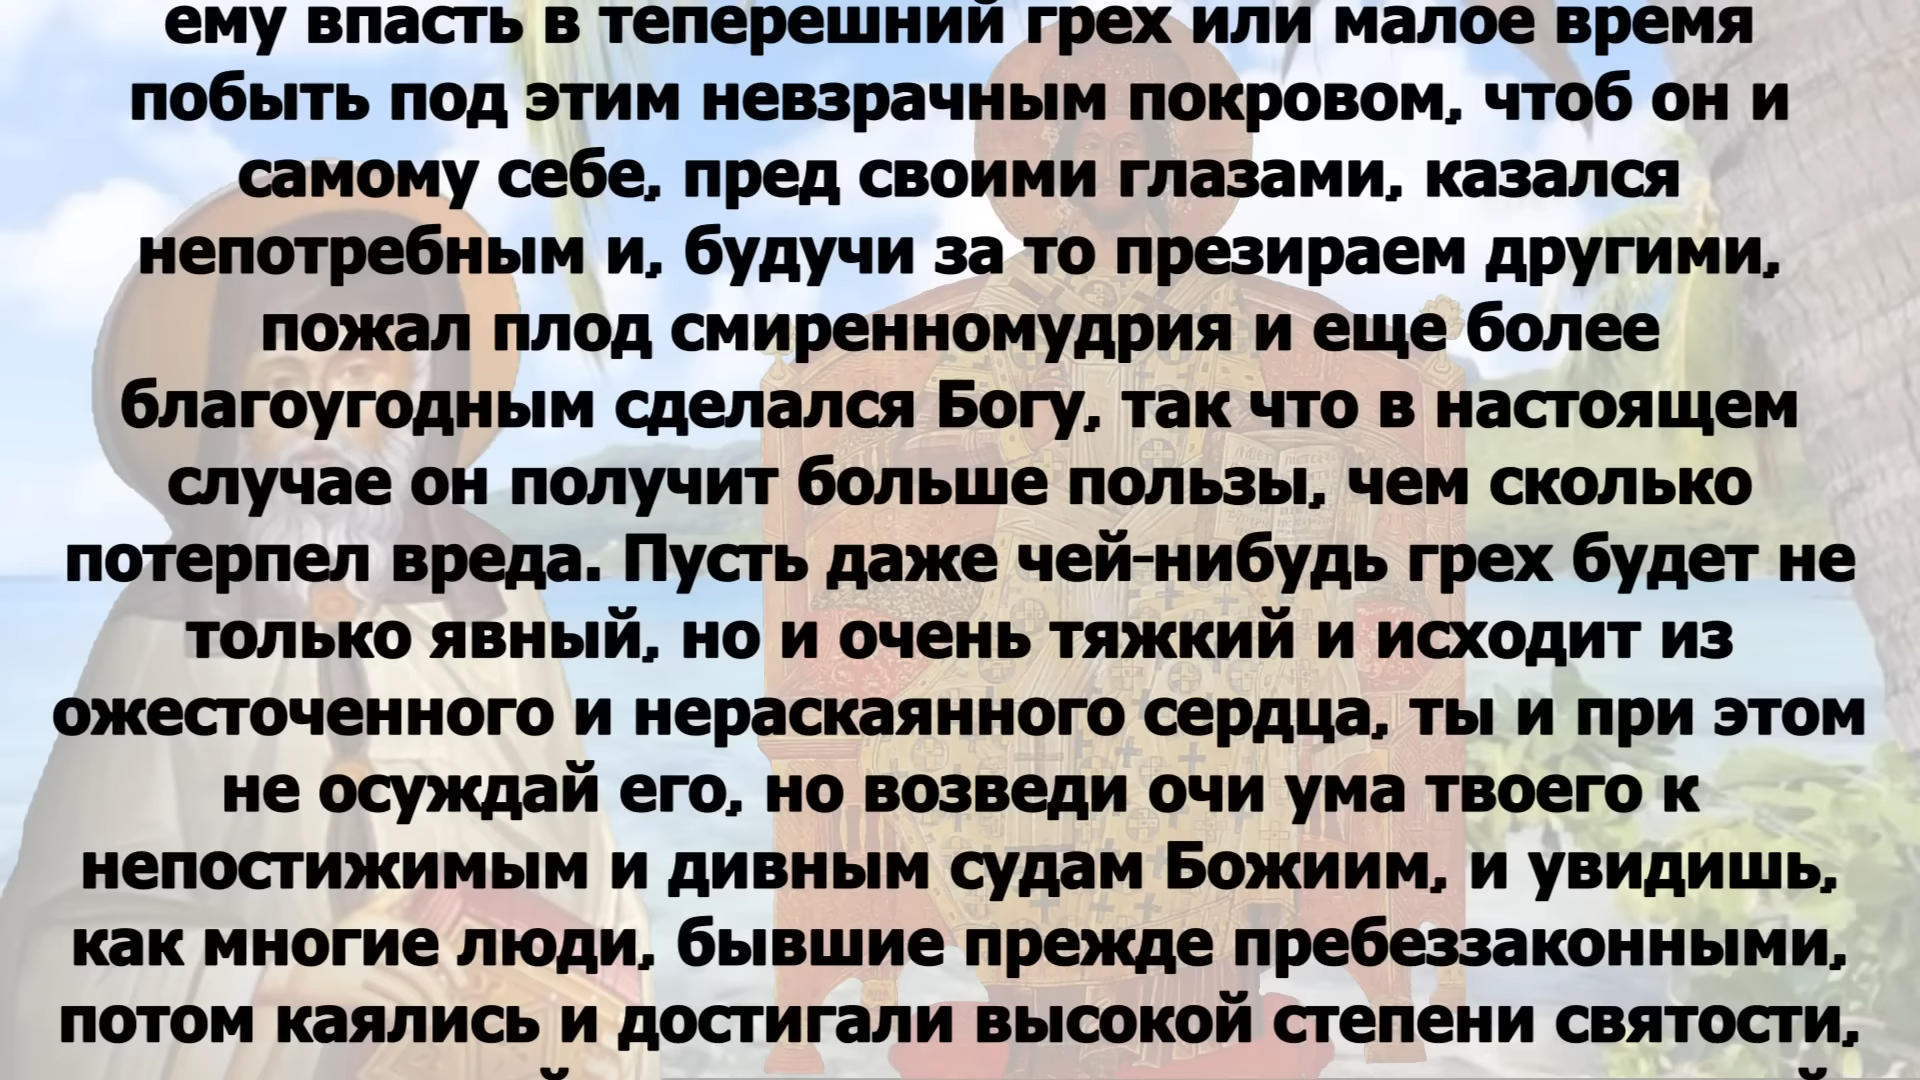 ему впасть в теперешний грех или малое время
побыть под этим невзрачным покровом, чтоб он и
самому себе, пред своими глазами, казался
непотребным и, будучи за то презираем другими,
пожал плод смиренномудрия и еще более
благоугодным сделался Богу, так что в настоящем
случае он получит больше пользы, чем сколько
потерпел вреда. Пусть даже чей-нибудь грех будет не
только явный, но и очень тяжкий и исходит из
ожесточенного и нераскаянного сердца, ты и при этом
не осуждай его, но возведи очи ума твоего к
непостижимым и дивным судам Божиим, и увидишь,
как многие люди, бывшие прежде пребеззаконными,
потом каялись и достигали высокой степени святости,